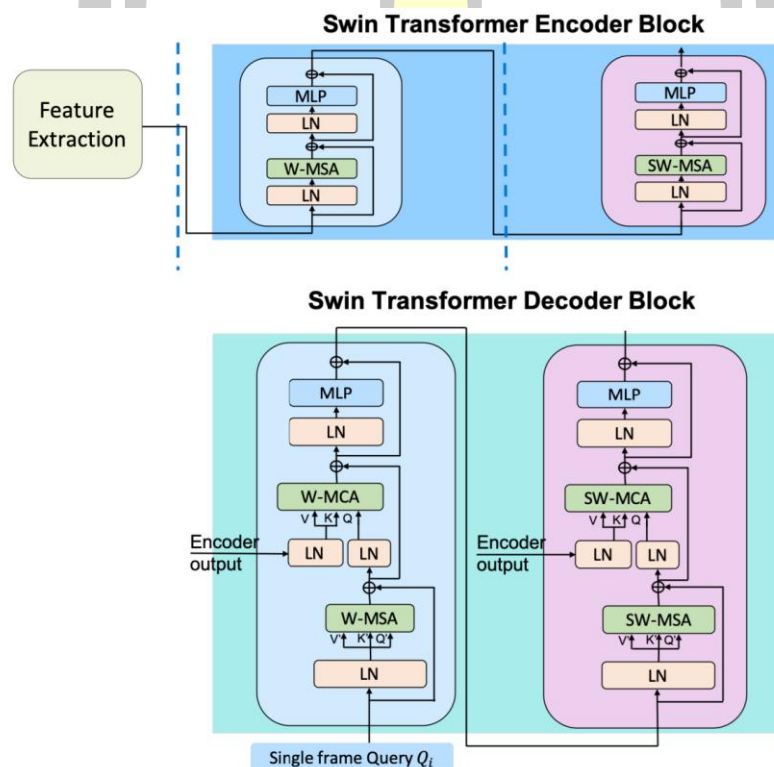 Swin Transformer Encoder Block
Feature
Extraction
MLP
LN
W-MSA
LN
MLP
LN
SW-MSA
LN
Swin Transformer Decoder Block
MLP
LN
W-MCA
V K Q
Encoder
output
LN
LN
W-MSA
V' K' Q'
LN
Single frame Query Qᵢ
MLP
LN
SW-MCA
V K Q
Encoder
output
LN
LN
SW-MSA
V' K' Q'
LN